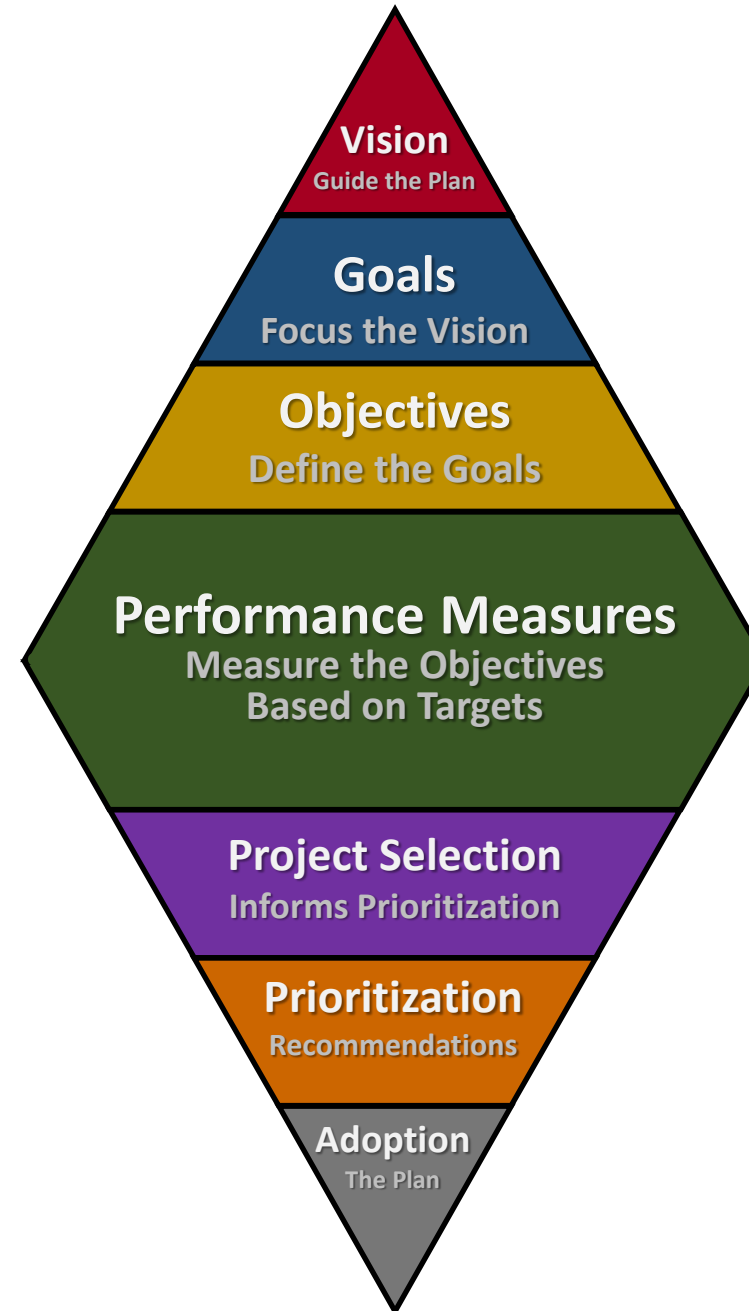 Vision
Guide the Plan
Goals
Focus the Vision
Objectives
Define the Goals
Performance Measures
Measure the Objectives
Based on Targets
Project Selection
Informs Prioritization
Prioritization
Recommendations
Adoption
The Plan